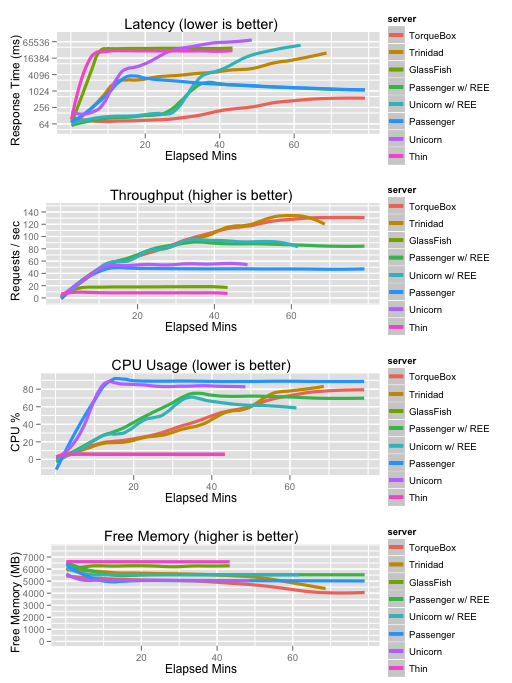 Latency (lower is better)
Response Time (ms)
65536
16384
4096
1024
256
64
20
40
60
Elapsed Mins
server
TorqueBox
Trinidad
GlassFish
Passenger w/ REE
Unicorn w/ REE
Passenger
Unicorn
Thin
Throughput (higher is better)
Requests / sec
140
120
100
80
60
40
20
0
20
40
60
Elapsed Mins
server
TorqueBox
Trinidad
GlassFish
Passenger w/ REE
Unicorn w/ REE
Passenger
Unicorn
Thin
CPU Usage (lower is better)
CPU %
80
60
40
20
0
20
40
60
Elapsed Mins
server
TorqueBox
Trinidad
GlassFish
Passenger w/ REE
Unicorn w/ REE
Passenger
Unicorn
Thin
Free Memory (higher is better)
Free Memory (MB)
7000
6000
5000
4000
3000
2000
1000
0
20
40
60
Elapsed Mins
server
TorqueBox
Trinidad
GlassFish
Passenger w/ REE
Unicorn w/ REE
Passenger
Unicorn
Thin